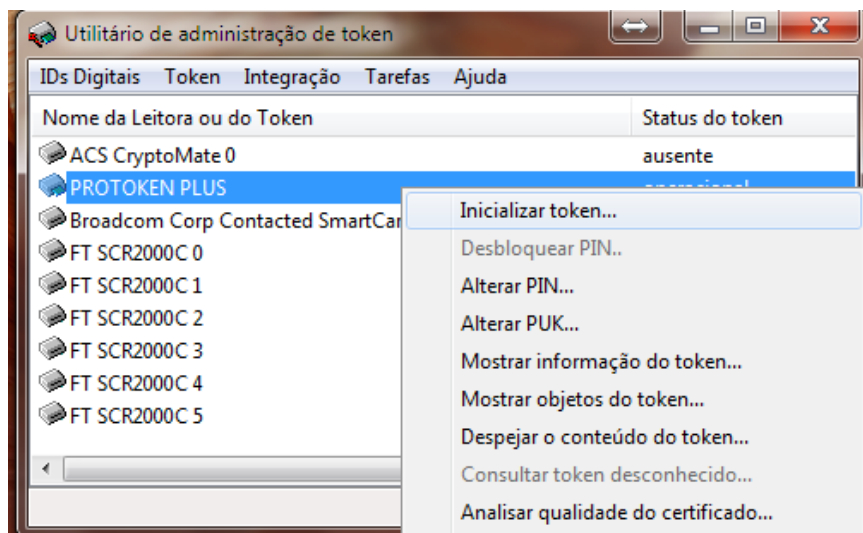 Utilitário de administração de token
IDs Digitais Token Integração Tarefas Ajuda
Nome da Leitora ou do Token Status do token
ACS CryptoMate 0 ausente
PROTOKEN PLUS
Broadcom Corp Contacted SmartCar
FT SCR2000C 0
FT SCR2000C 1
FT SCR2000C 2
FT SCR2000C 3
FT SCR2000C 4
FT SCR2000C 5
Inicializar token...
Desbloquear PIN..
Alterar PIN...
Alterar PUK...
Mostrar informação do token...
Mostrar objetos do token...
Despejar o conteúdo do token...
Consultar token desconhecido...
Analisar qualidade do certificado...